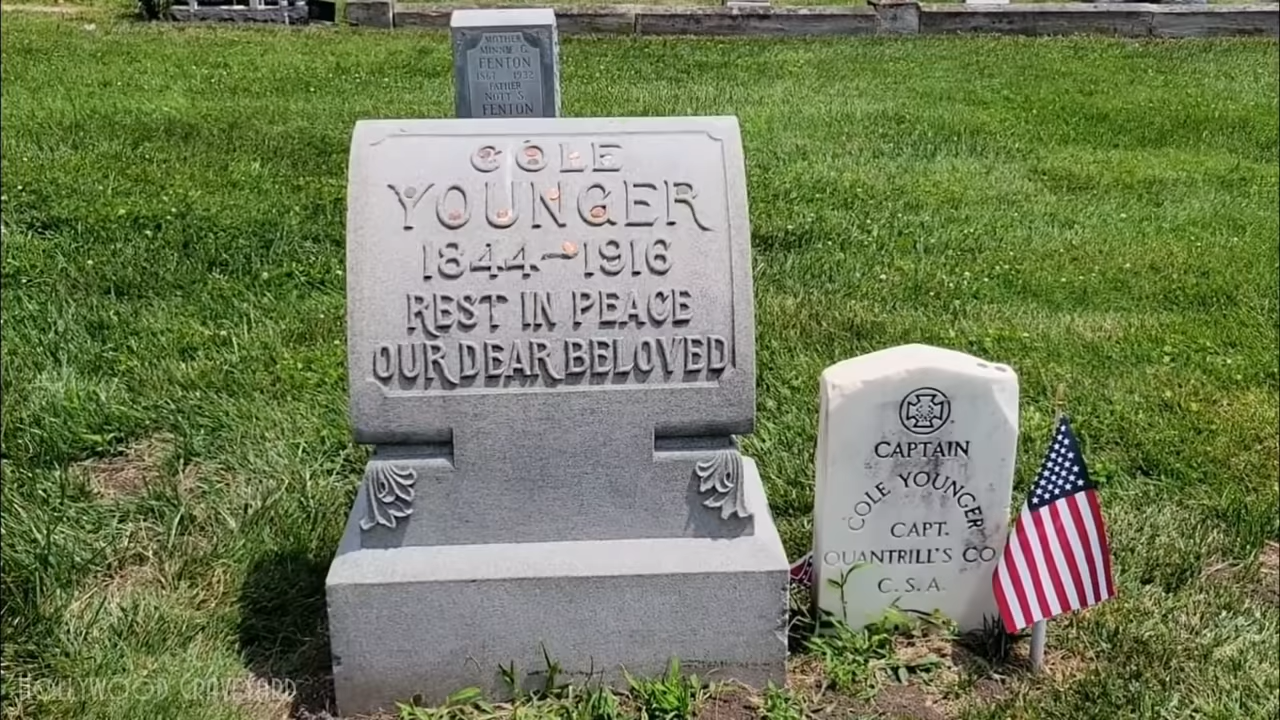 MOTHER
MINNIE G.
FENTON
1867 1932
FATHER
NOTT S.
FENTON
COLE
YOUNGER
1844-1916
REST IN PEACE
OUR DEAR BELOVED
CAPTAIN
COLE YOUNGER
CAPT.
QUANTRILL'S CO
C.S.A.
HOLLYWOOD GRAVEYARD